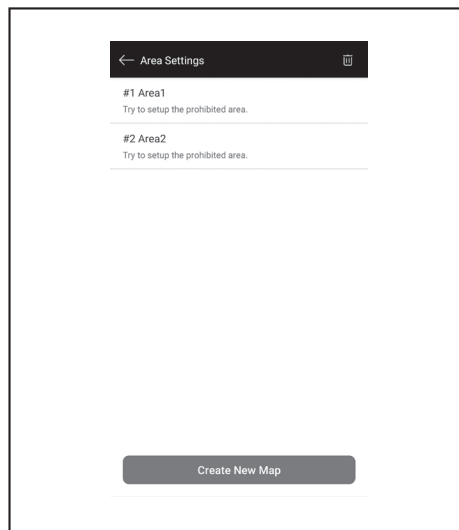 Area Settings
#1 Area1
Try to setup the prohibited area.
#2 Area2
Try to setup the prohibited area.
Create New Map